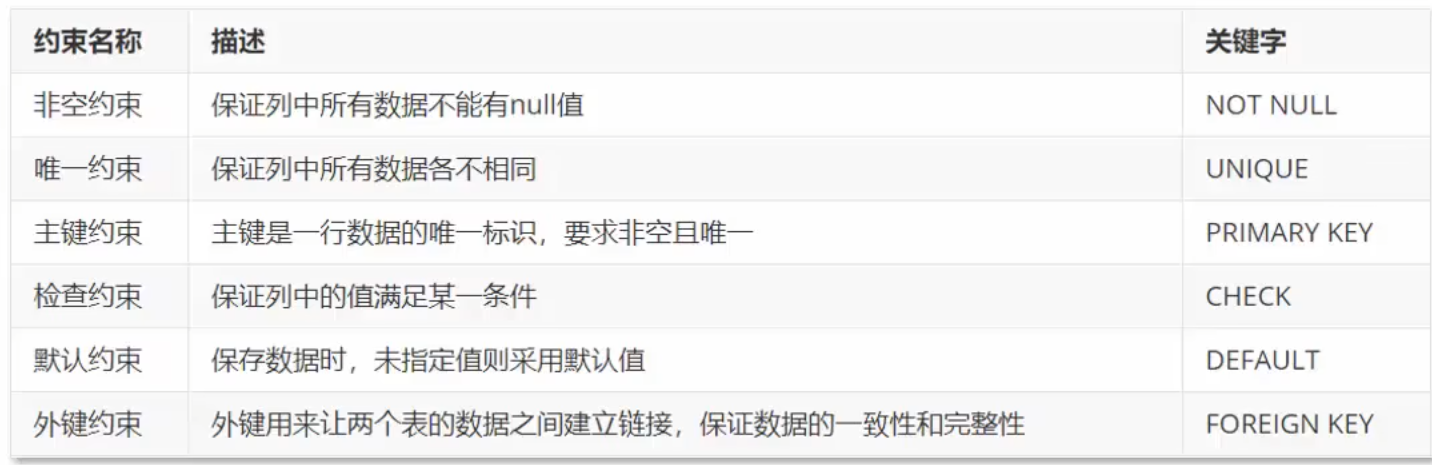 约束名称 描述 关键字
非空约束 保证列中所有数据不能有null值 NOT NULL
唯一约束 保证列中所有数据各不相同 UNIQUE
主键约束 主键是一行数据的唯一标识，要求非空且唯一 PRIMARY KEY
检查约束 保证列中的值满足某一条件 CHECK
默认约束 保存数据时，未指定值则采用默认值 DEFAULT
外键约束 外键用来让两个表的数据之间建立链接，保证数据的一致性和完整性 FOREIGN KEY